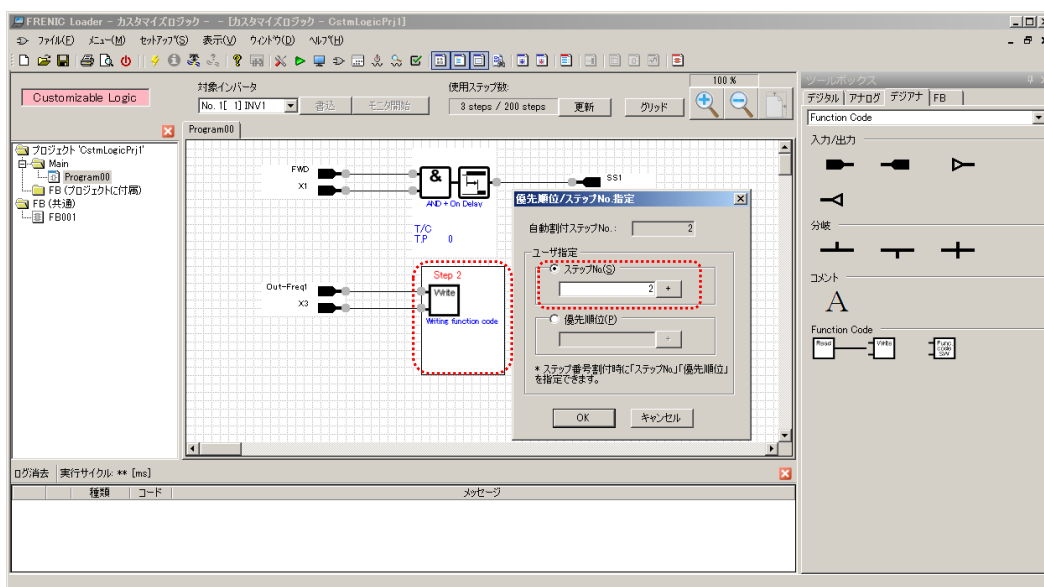 FRENIC Loader - カスタマイズロジック - - [カスタマイズロジック - CstmLogicPrj1]
ファイル(F) メニュー(M) セットアップ(S) 表示(V) ウィンドウ(D) ヘルプ(H)
Customizable Logic
対象インバータ
No. 1[ 1] INV1
書込
モニタ開始
使用ステップ数:
3 steps / 200 steps
更新
グリッド
100 %
プロジェクト 'CstmLogicPrj1'
Main
Program00
FB (プロジェクトに付属)
FB (共通)
FB001
Program00
FWD
X1
&
SS1
AND + On Delay
T/C
T.P 0
Step 2
Out-Freq1
X3
Write
Writing function code
優先順位/ステップNo.指定
自動割付ステップNo.: 2
ユーザ指定
ステップNo(S)
2 +
優先順位(P)
+
* ステップ番号割付時に「ステップNo.」「優先順位」
を指定できます。
OK キャンセル
ツールボックス
デジタル アナログ デジアナ FB
Function Code
入力/出力
分岐
コメント
A
Function Code
Read
Write
Func code SW
ログ消去 実行サイクル: ** [ms]
種類 コード メッセージ